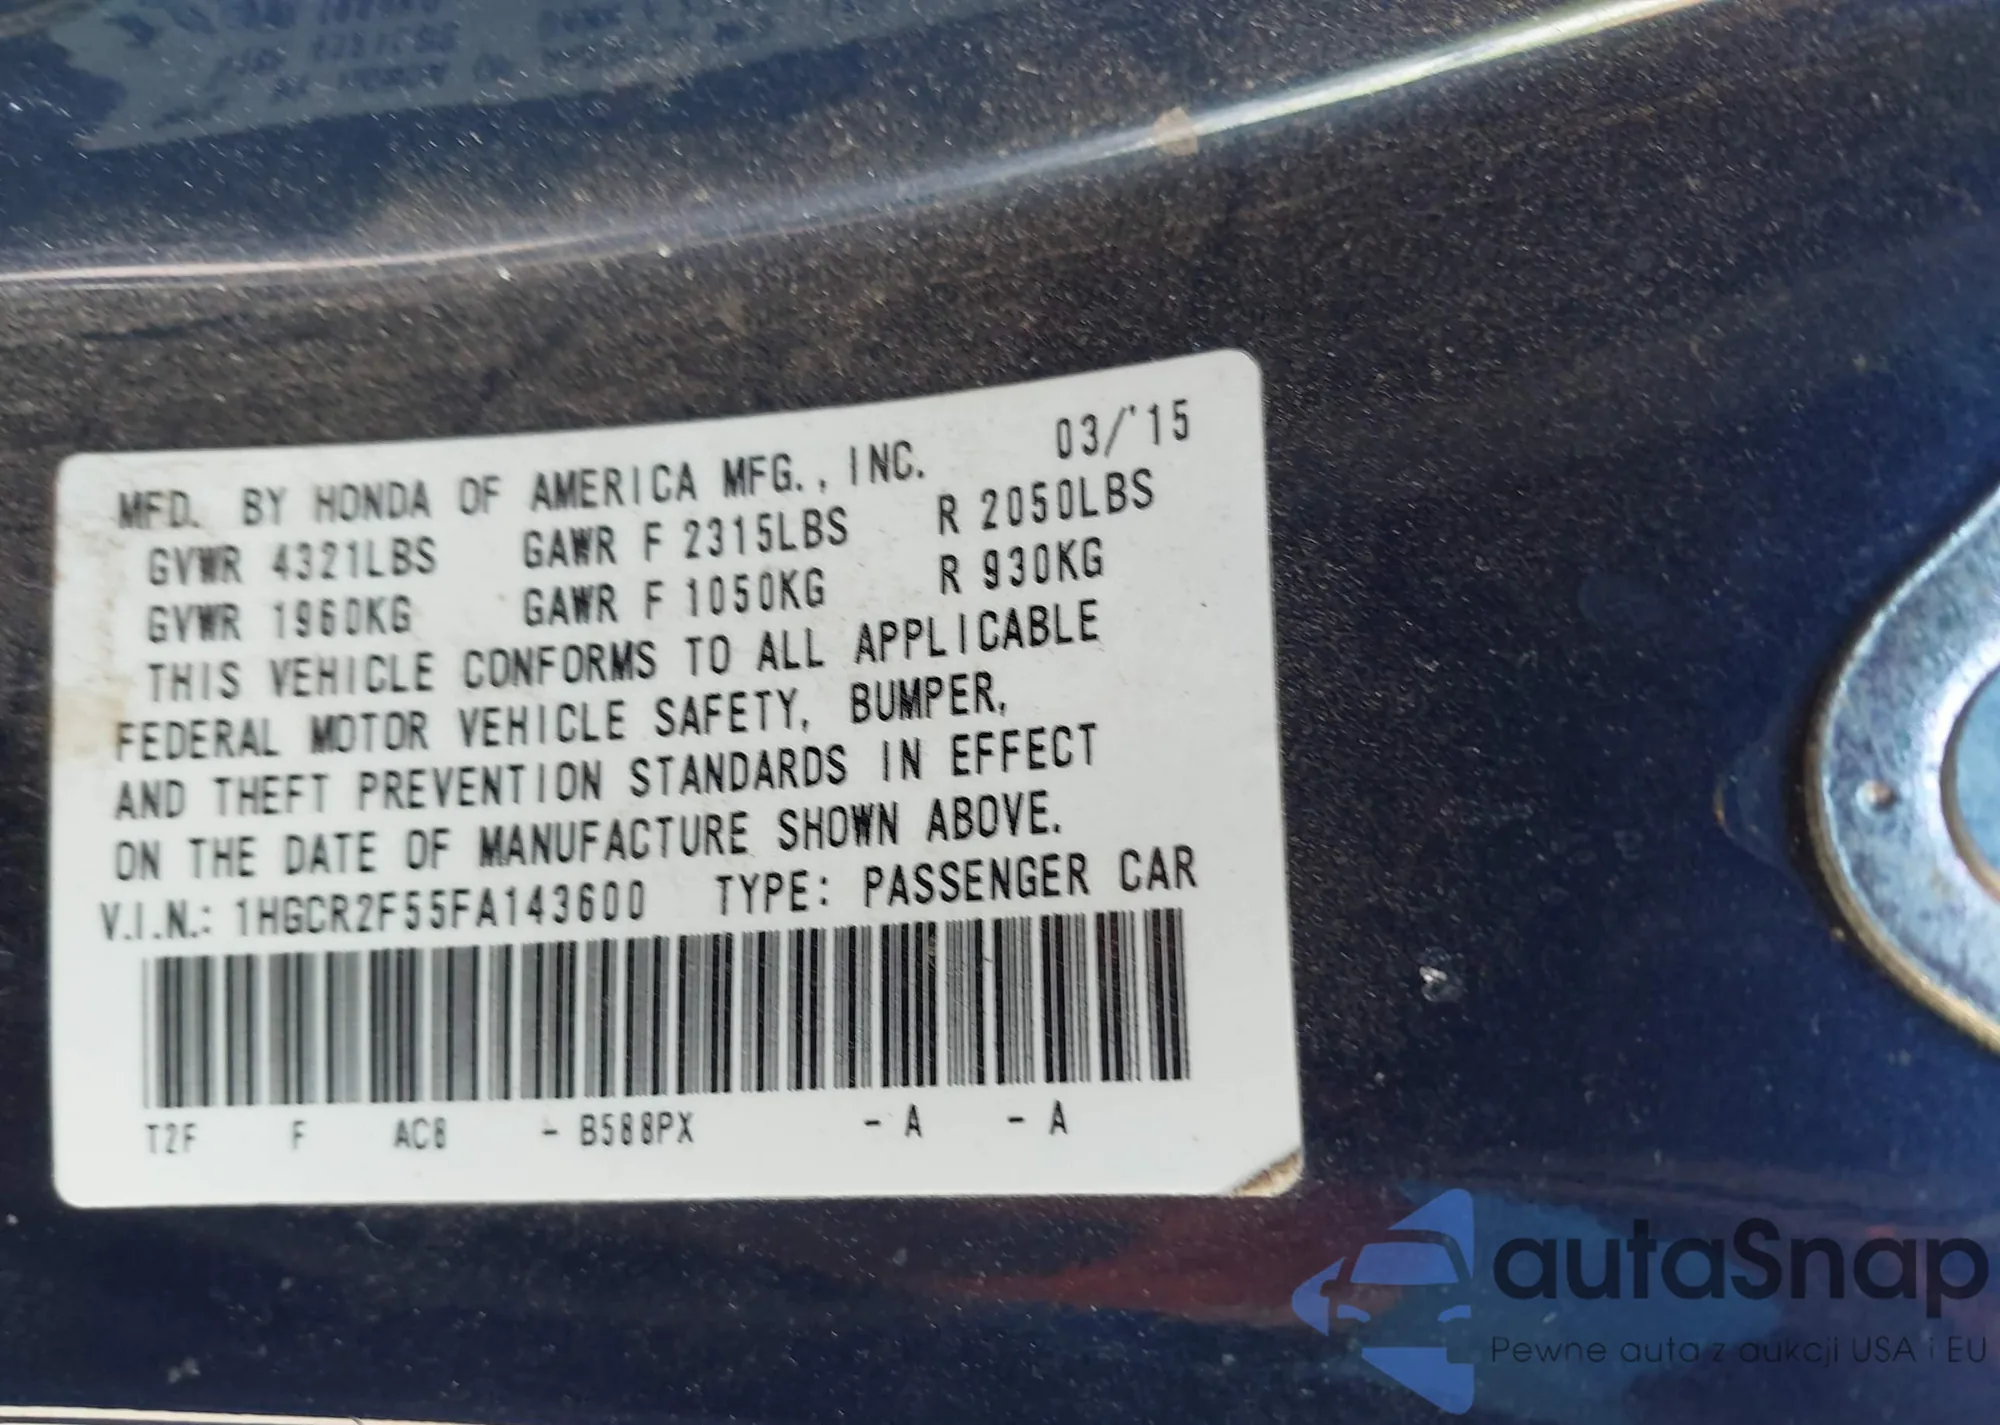 MFD. BY HONDA OF AMERICA MFG., INC. 03/'15
GVWR 4321LBS GAWR F 2315LBS R 2050LBS
GVWR 1960KG GAWR F 1050KG R 930KG
THIS VEHICLE CONFORMS TO ALL APPLICABLE
FEDERAL MOTOR VEHICLE SAFETY, BUMPER,
AND THEFT PREVENTION STANDARDS IN EFFECT
ON THE DATE OF MANUFACTURE SHOWN ABOVE.
V.I.N.: 1HGCR2F55FA143600 TYPE: PASSENGER CAR
T2F F AC8 - B588PX - A - A
autaSnap
Pewne auta z aukcji USA i EU